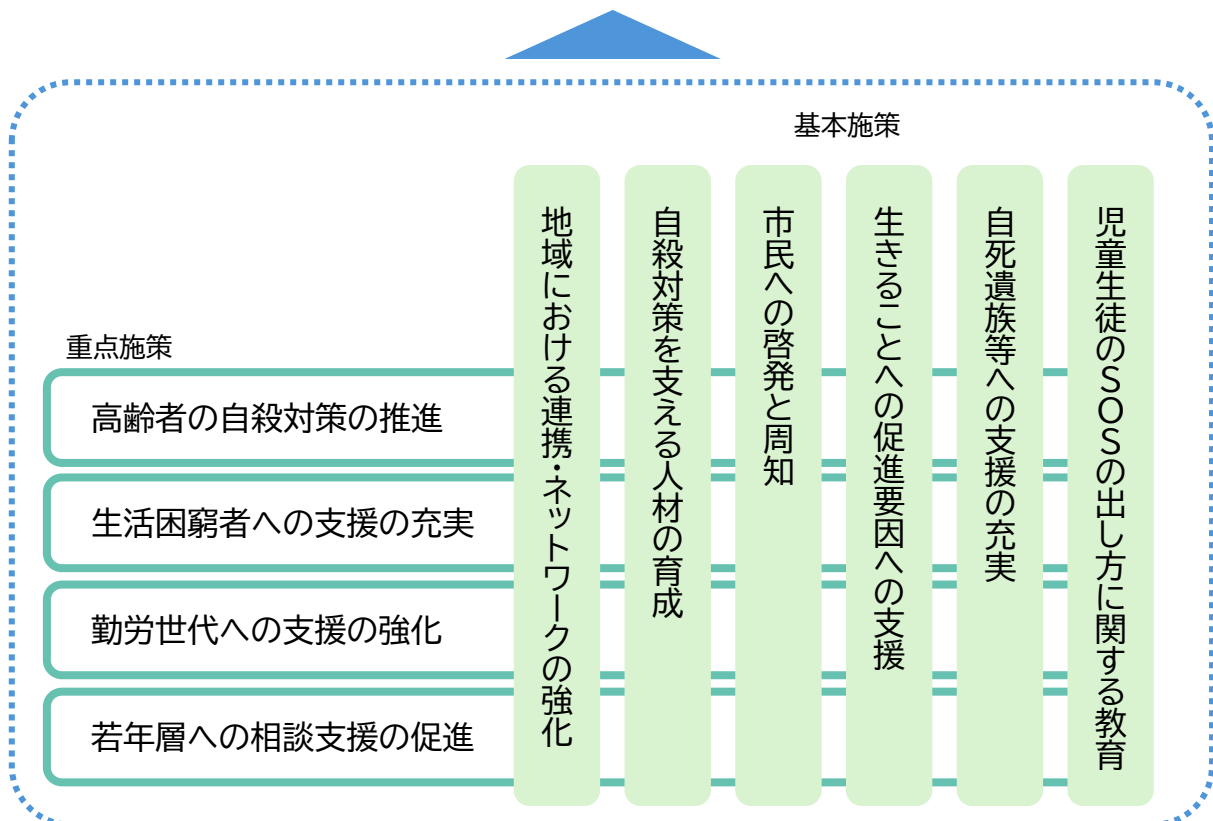 基本施策
地域における連携・ネットワークの強化
自殺対策を支える人材の育成
市民への啓発と周知
生きることへの促進要因への支援
自死遺族等への支援の充実
児童生徒のＳＯＳの出し方に関する教育
重点施策
高齢者の自殺対策の推進
生活困窮者への支援の充実
勤労世代への支援の強化
若年層への相談支援の促進